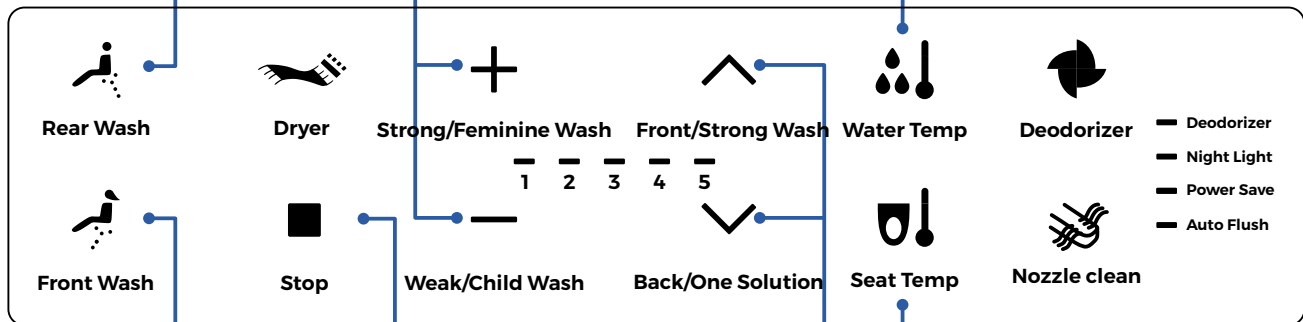 Rear Wash
Dryer
Strong/Feminine Wash
Front/Strong Wash
Water Temp
Deodorizer
Deodorizer
Night Light
Power Save
Auto Flush
1 2 3 4 5
Front Wash
Stop
Weak/Child Wash
Back/One Solution
Seat Temp
Nozzle clean